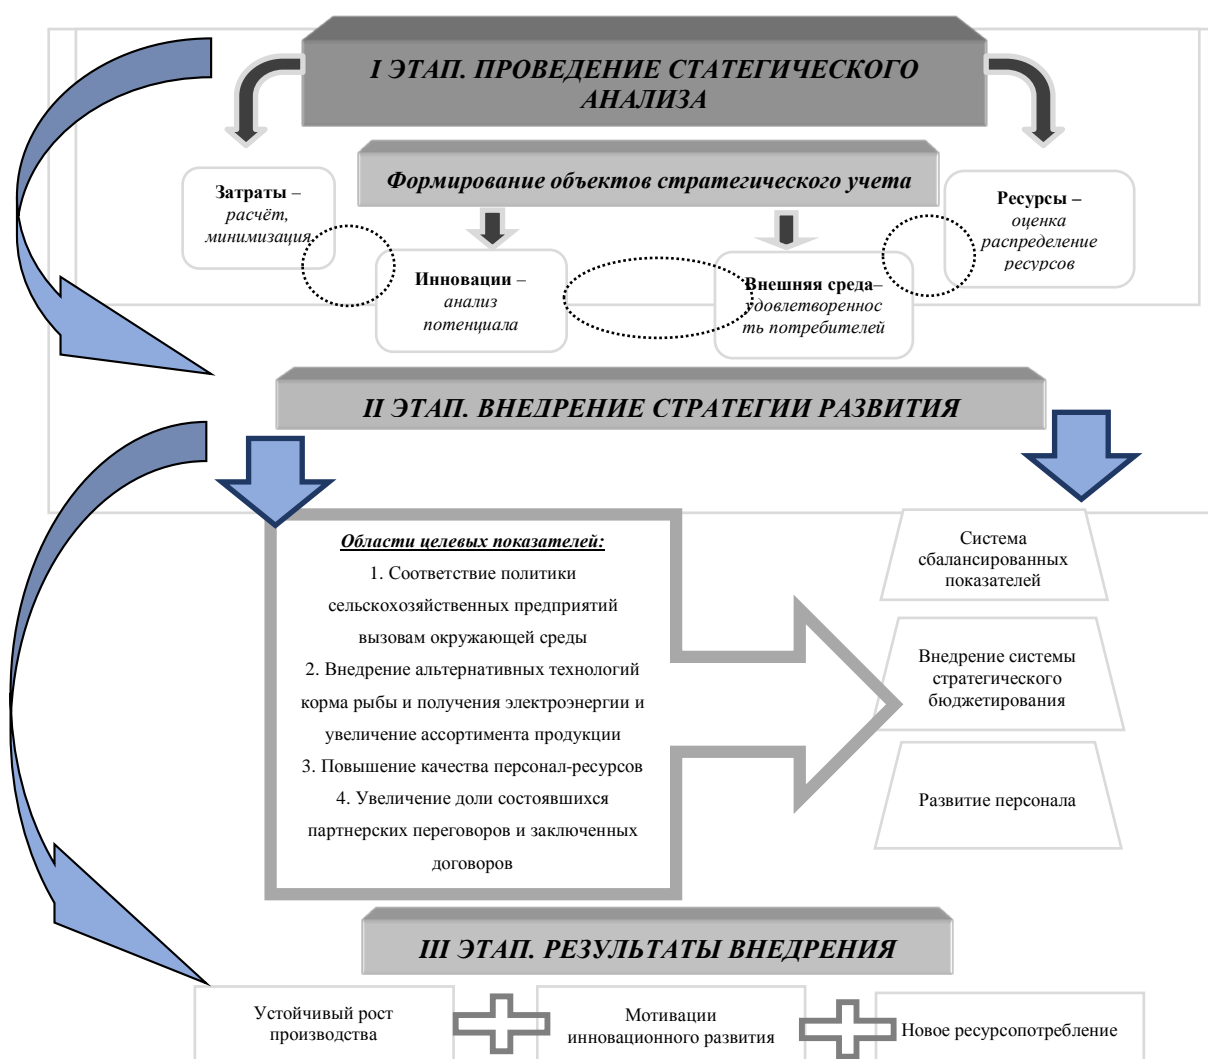 I ЭТАП. ПРОВЕДЕНИЕ СТАТЕГИЧЕСКОГО
АНАЛИЗА
Формирование объектов стратегического учета
Затраты –
расчёт,
минимизация
Инновации –
анализ
потенциала
Внешняя среда–
удовлетвореннос
ть потребителей
Ресурсы –
оценка
распределение
ресурсов
II ЭТАП. ВНЕДРЕНИЕ СТРАТЕГИИ РАЗВИТИЯ
Области целевых показателей:
1. Соответствие политики
сельскохозяйственных предприятий
вызовам окружающей среды
2. Внедрение альтернативных технологий
корма рыбы и получения электроэнергии и
увеличение ассортимента продукции
3. Повышение качества персонал-ресурсов
4. Увеличение доли состоявшихся
партнерских переговоров и заключенных
договоров
Система
сбалансированных
показателей
Внедрение системы
стратегического
бюджетирования
Развитие персонала
III ЭТАП. РЕЗУЛЬТАТЫ ВНЕДРЕНИЯ
Устойчивый рост
производства
Мотивации
инновационного развития
Новое ресурсопотребление